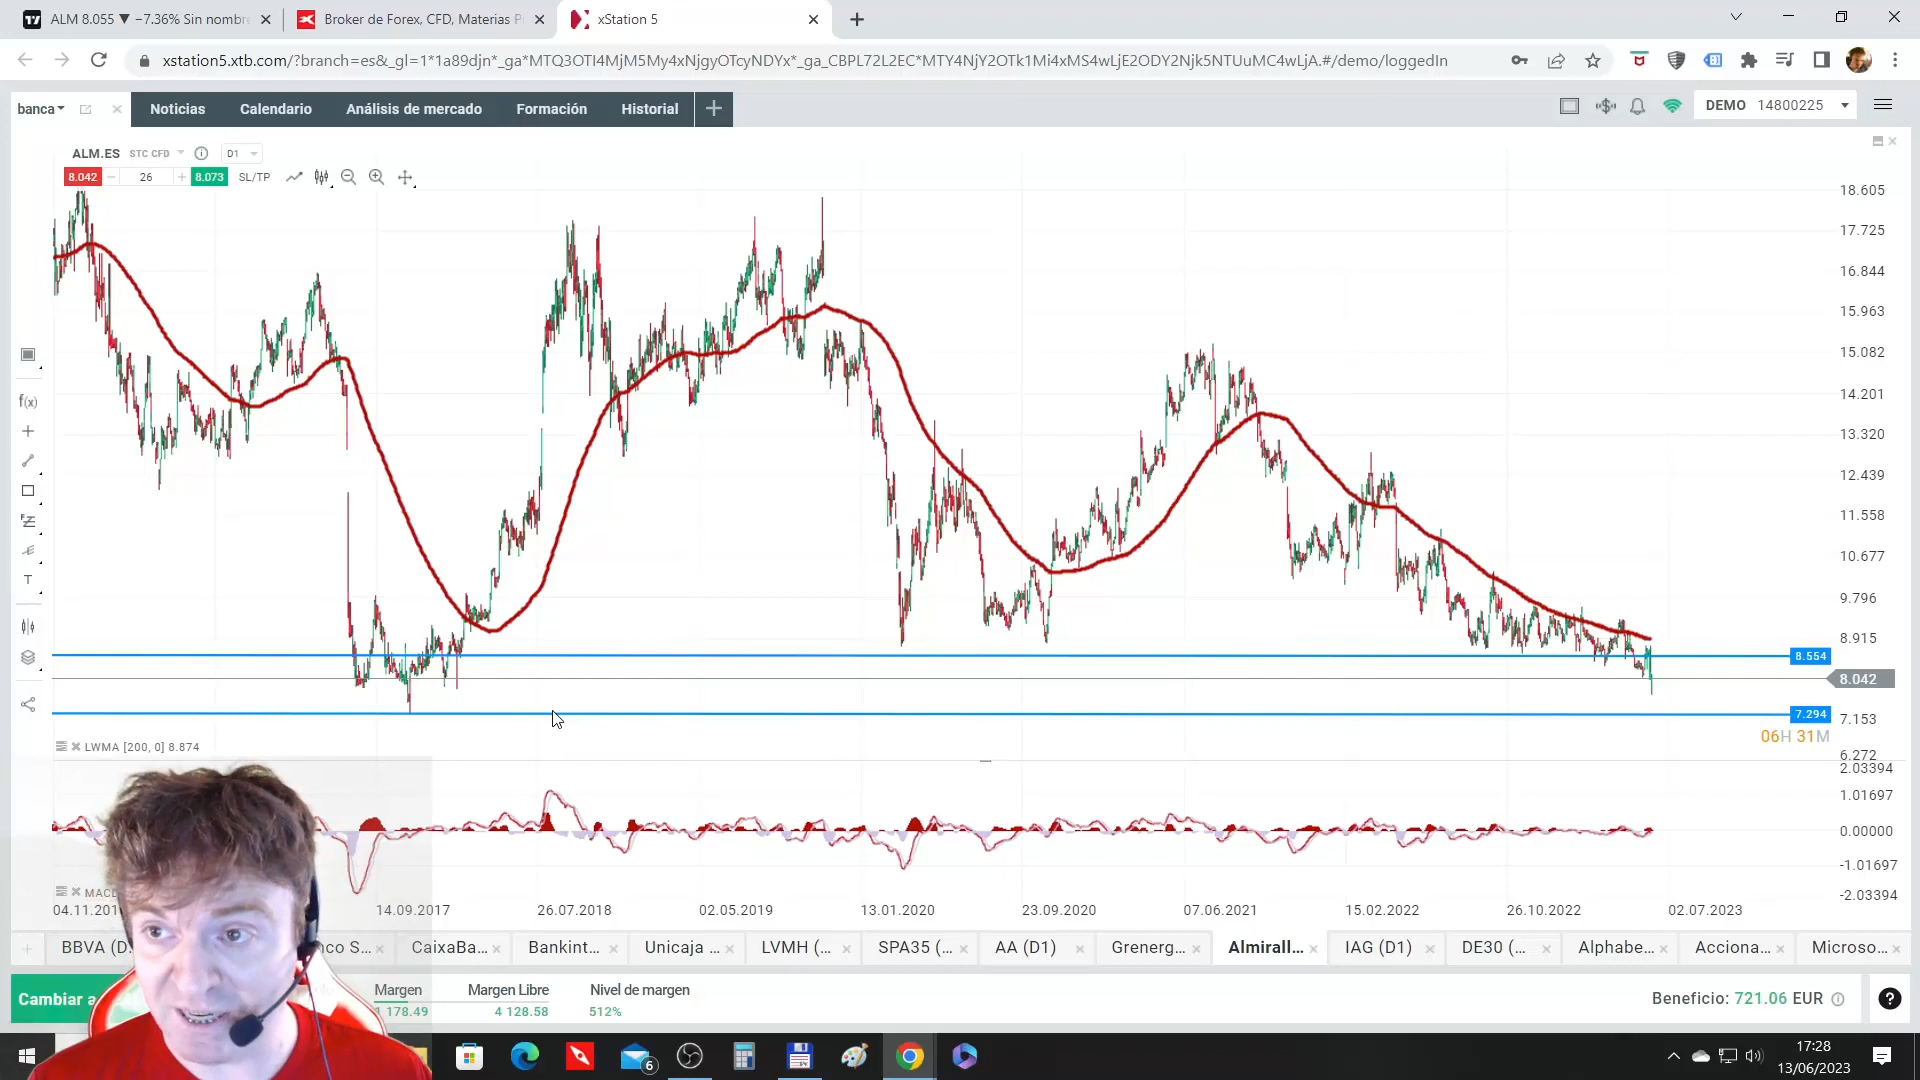 ALM 8.055 ▼ −7.36% Sin nombre
Broker de Forex, CFD, Materias P
xStation 5
xstation5.xtb.com/?branch=es&_gl=1*1a89djn*_ga*MTQ3OTI4MjM5My4xNjgyOTcyNDYx*_ga_CBPL72L2EC*MTY4NjY2OTk1Mi4xMS4wLjE2ODY2Njk5NTUuMC4wLjA.#/demo/loggedIn
banca
Noticias
Calendario
Análisis de mercado
Formación
Historial
DEMO 14800225
ALM.ES STC CFD D1
8.042 26 8.073 SL/TP
18.605
17.725
16.844
15.963
15.082
14.201
13.320
12.439
11.558
10.677
9.796
8.915
8.554
8.042
7.294
7.153
06H 31M
6.272
f(x)
T
LWMA [200, 0] 8.874
2.03394
1.01697
0.00000
-1.01697
-2.03394
MACD
04.11.201
14.09.2017
26.07.2018
02.05.2019
13.01.2020
23.09.2020
07.06.2021
15.02.2022
26.10.2022
02.07.2023
BBVA (D.
nco S...
CaixaBa...
Bankint...
Unicaja ...
LVMH (...
SPA35 (...
AA (D1)
Grenerg...
Almirall...
IAG (D1)
DE30 (...
Alphabe...
Acciona...
Microso...
Cambiar a
Margen
1 178.49
Margen Libre
4 128.58
Nivel de margen
512%
Beneficio: 721.06 EUR
6
17:28
13/06/2023